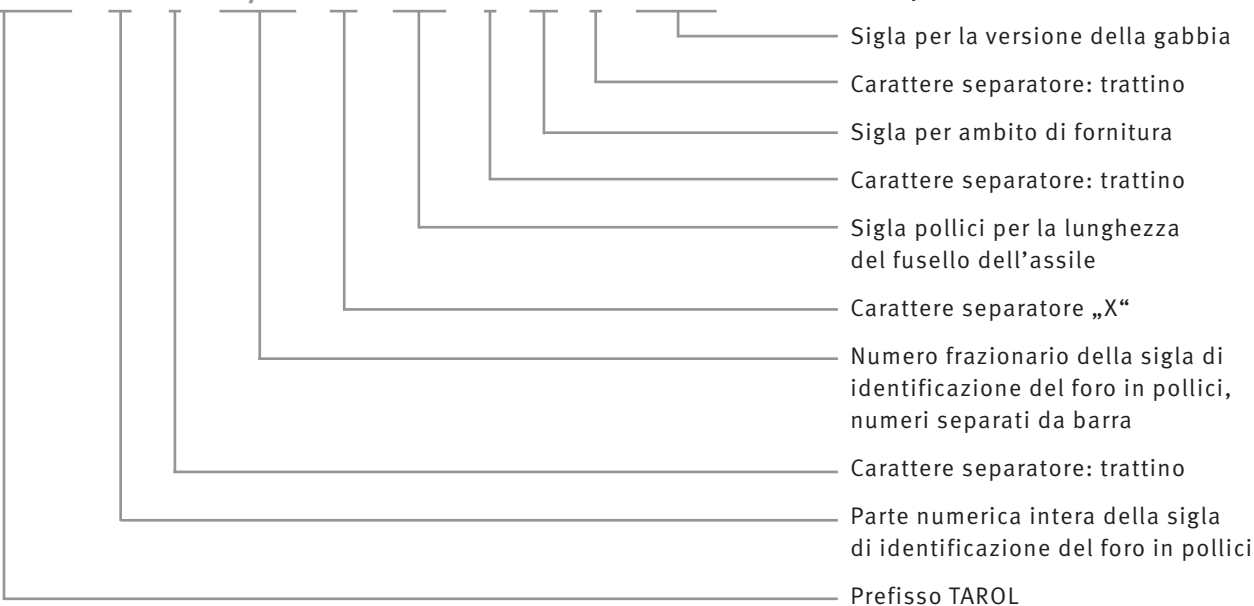 Sigla per la versione della gabbia
Carattere separatore: trattino
Sigla per ambito di fornitura
Carattere separatore: trattino
Sigla pollici per la lunghezza
del fusello dell’assile
Carattere separatore „X“
Numero frazionario della sigla di
identificazione del foro in pollici,
numeri separati da barra
Carattere separatore: trattino
Parte numerica intera della sigla
di identificazione del foro in pollici
Prefisso TAROL